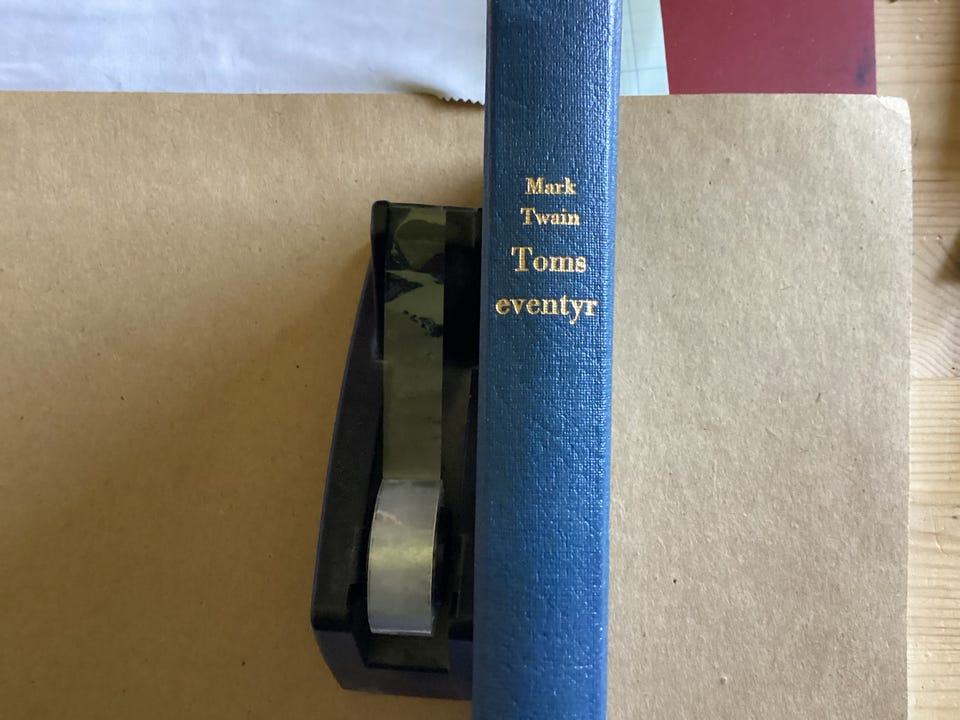 Mark
Twain
Toms
eventyr